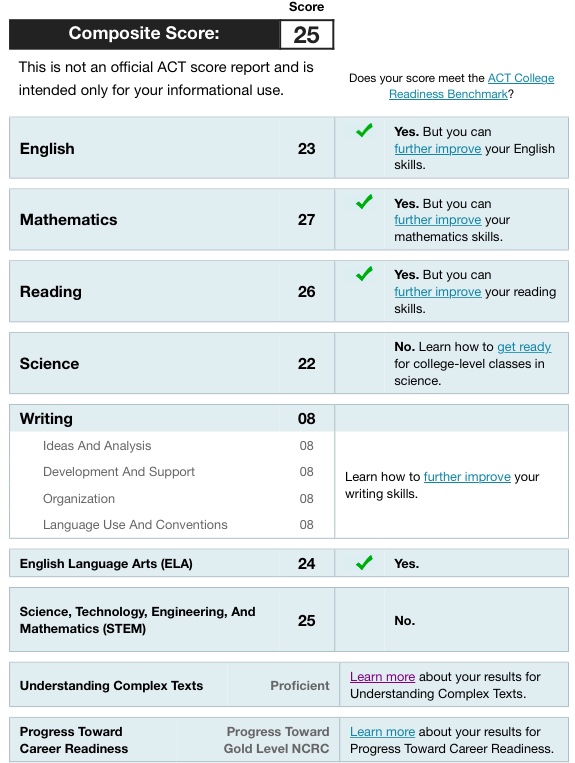 Score
Composite Score: 25
This is not an official ACT score report and is
intended only for your informational use.
Does your score meet the ACT College
Readiness Benchmark?
English 23 Yes. But you can
further improve your English
skills.
Mathematics 27 Yes. But you can
further improve your
mathematics skills.
Reading 26 Yes. But you can
further improve your reading
skills.
Science 22 No. Learn how to get ready
for college-level classes in
science.
Writing 08
Ideas And Analysis 08
Development And Support 08
Organization 08
Language Use And Conventions 08
Learn how to further improve your
writing skills.
English Language Arts (ELA) 24 Yes.
Science, Technology, Engineering, And
Mathematics (STEM) 25 No.
Understanding Complex Texts Proficient
Learn more about your results for
Understanding Complex Texts.
Progress Toward
Career Readiness
Progress Toward
Gold Level NCRC
Learn more about your results for
Progress Toward Career Readiness.